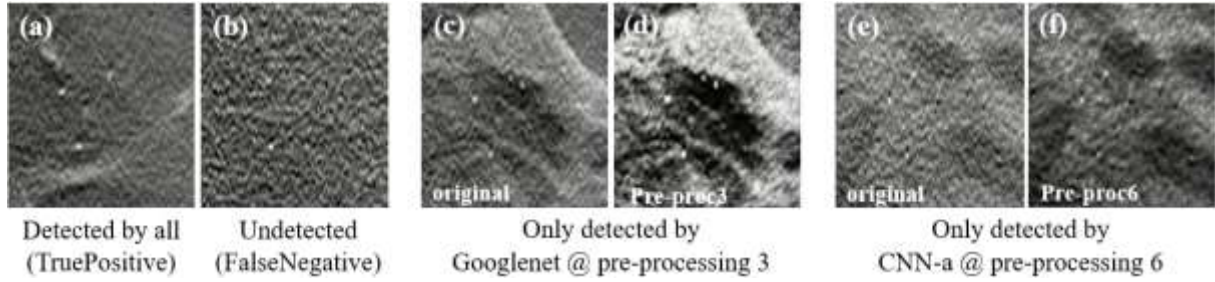 (a)
(b)
(c)
(d)
(e)
(f)
original
Pre-proc3
original
Pre-proc6
Detected by all
(TruePositive)
Undetected
(FalseNegative)
Only detected by
Googlenet @ pre-processing 3
Only detected by
CNN-a @ pre-processing 6